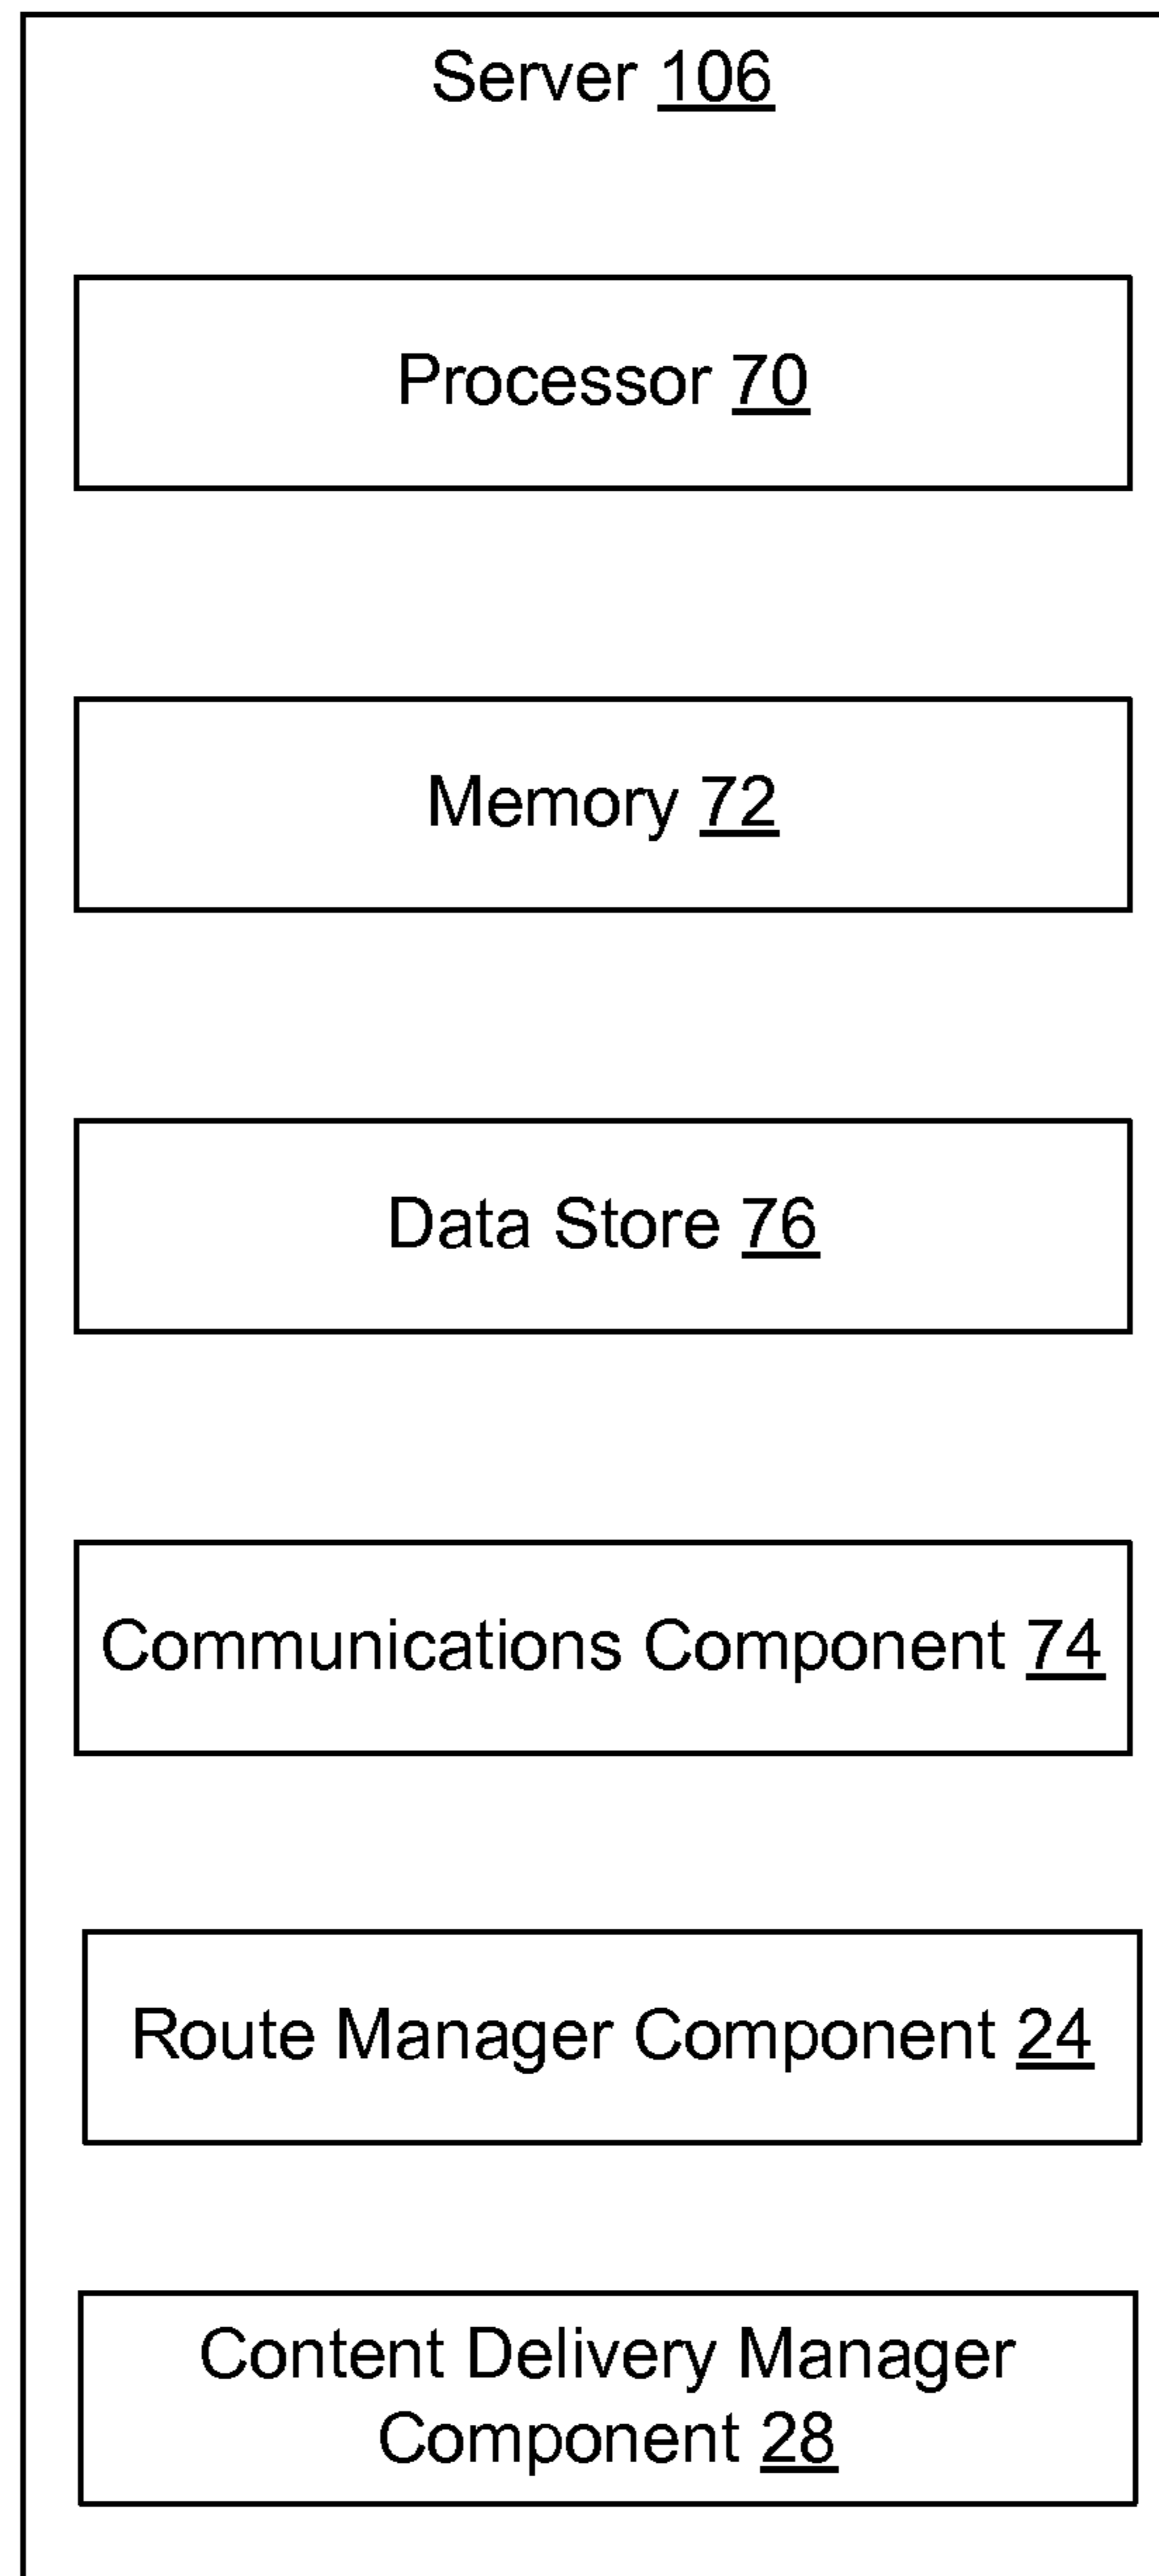 Server 106
Processor 70
Memory 72
Data Store 76
Communications Component 74
Route Manager Component 24
Content Delivery Manager
Component 28